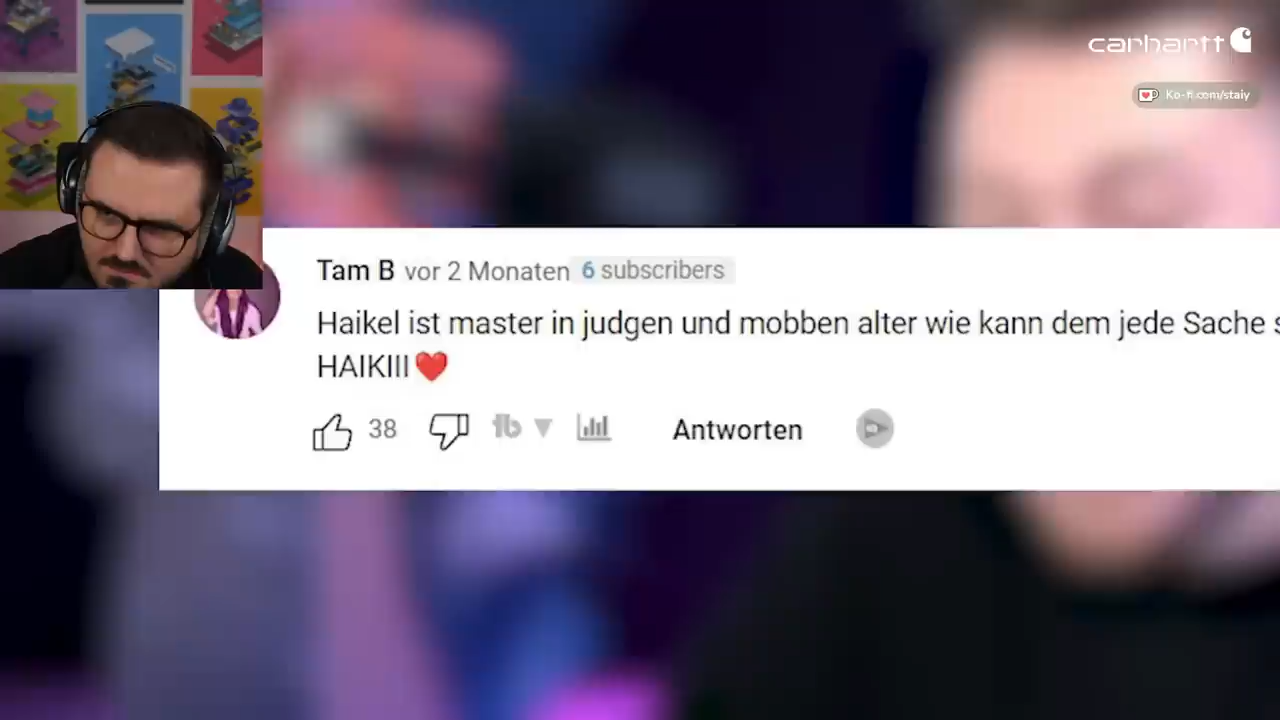 carhartt
Ko-fi.com/staiy
Tam B vor 2 Monaten 6 subscribers
Haikel ist master in judgen und mobben alter wie kann dem jede Sache s
HAIKIII❤️
38 tb Antworten